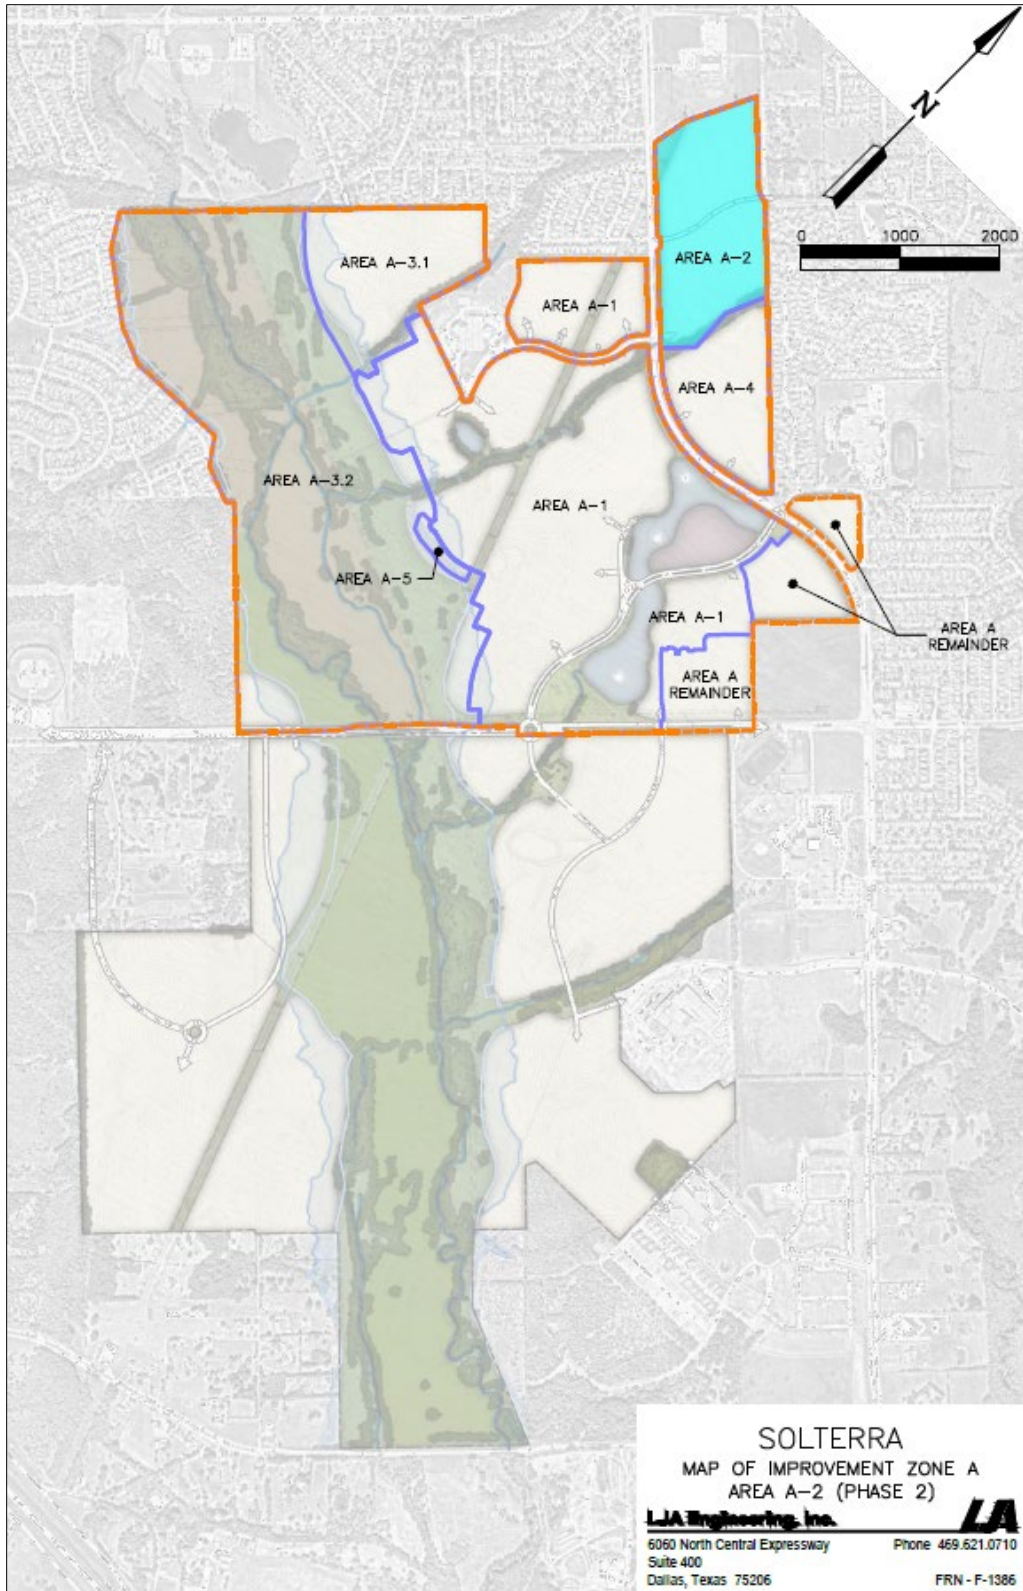 N
0 1000 2000
AREA A-3.1
AREA A-1
AREA A-2
AREA A-4
AREA A-3.2
AREA A-1
AREA A-5
AREA A-1
AREA A
REMAINDER
AREA A
REMAINDER
SOLTERRA
MAP OF IMPROVEMENT ZONE A
AREA A-2 (PHASE 2)
LJA Engineering, Inc.
LJA
6060 North Central Expressway
Phone 469.621.0710
Suite 400
Dallas, Texas 75206
FRN - F-1386